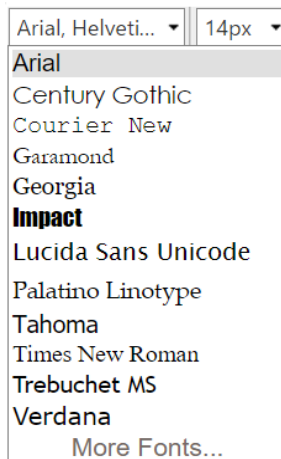 Arial, Helveti... 14px
Arial
Century Gothic
Courier New
Garamond
Georgia
Impact
Lucida Sans Unicode
Palatino Linotype
Tahoma
Times New Roman
Trebuchet MS
Verdana
More Fonts...